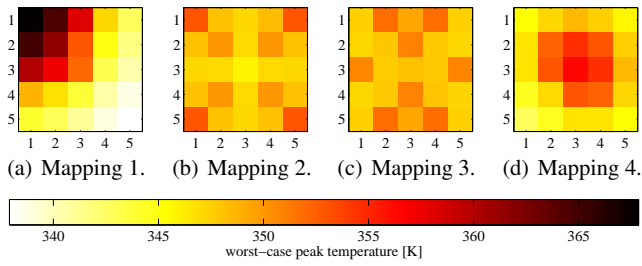 1 1 1 1
2 2 2 2
3 3 3 3
4 4 4 4
5 5 5 5
1 2 3 4 5 1 2 3 4 5 1 2 3 4 5 1 2 3 4 5
(a) Mapping 1. (b) Mapping 2. (c) Mapping 3. (d) Mapping 4.
340 345 350 355 360 365
worst−case peak temperature [K]